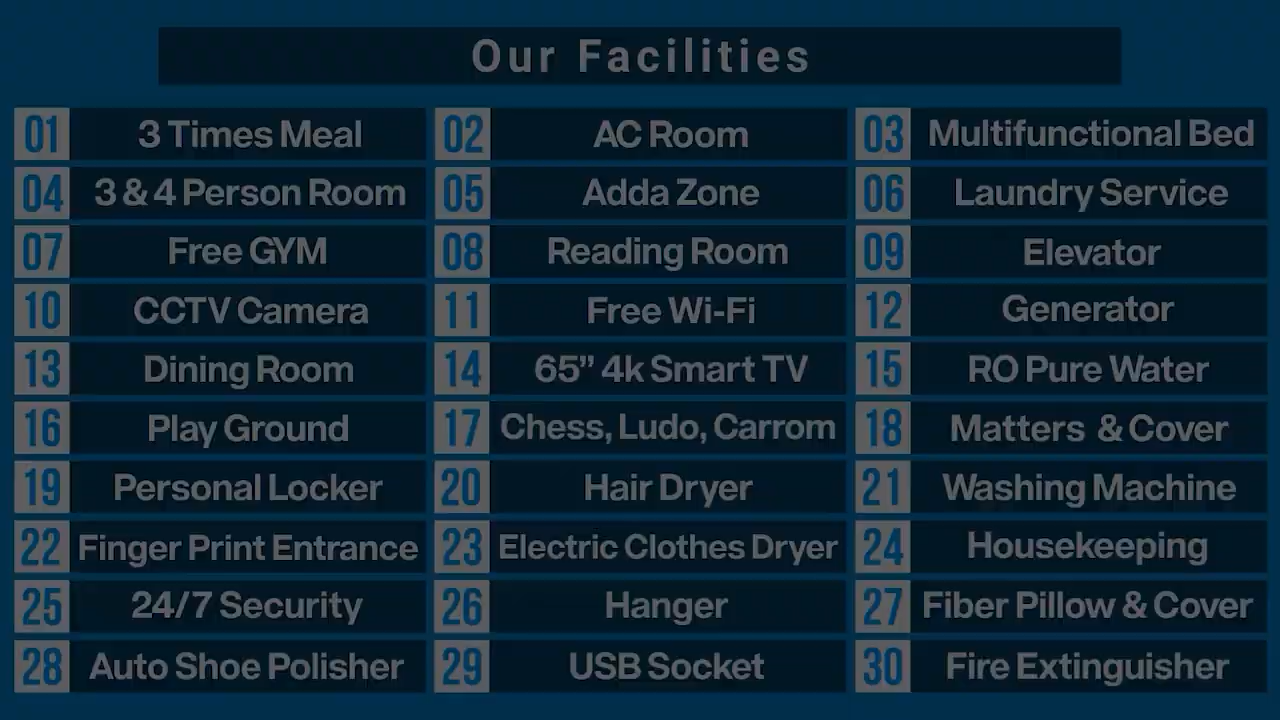 Our Facilities
01 3 Times Meal 02 AC Room 03 Multifunctional Bed
04 3 & 4 Person Room 05 Adda Zone 06 Laundry Service
07 Free GYM 08 Reading Room 09 Elevator
10 CCTV Camera 11 Free Wi-Fi 12 Generator
13 Dining Room 14 65” 4k Smart TV 15 RO Pure Water
16 Play Ground 17 Chess, Ludo, Carrom 18 Matters & Cover
19 Personal Locker 20 Hair Dryer 21 Washing Machine
22 Finger Print Entrance 23 Electric Clothes Dryer 24 Housekeeping
25 24/7 Security 26 Hanger 27 Fiber Pillow & Cover
28 Auto Shoe Polisher 29 USB Socket 30 Fire Extinguisher